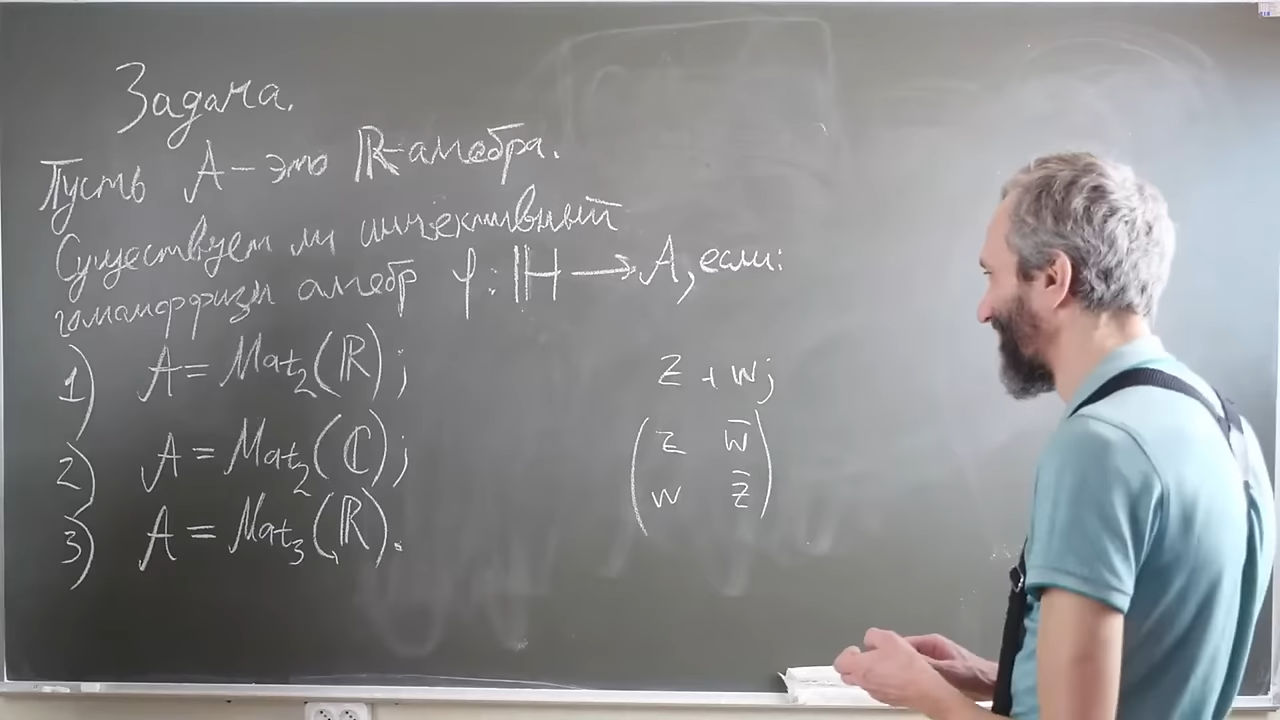 Задача.
Пусть A – это ℝ-алгебра.
Существует ли инъективный
гомоморфизм алгебр φ: ℍ → A, если:
1) A = Mat₂(ℝ);
2) A = Mat₂(ℂ);
3) A = Mat₃(ℝ).
z + wj
( z w̄
w z̄ )